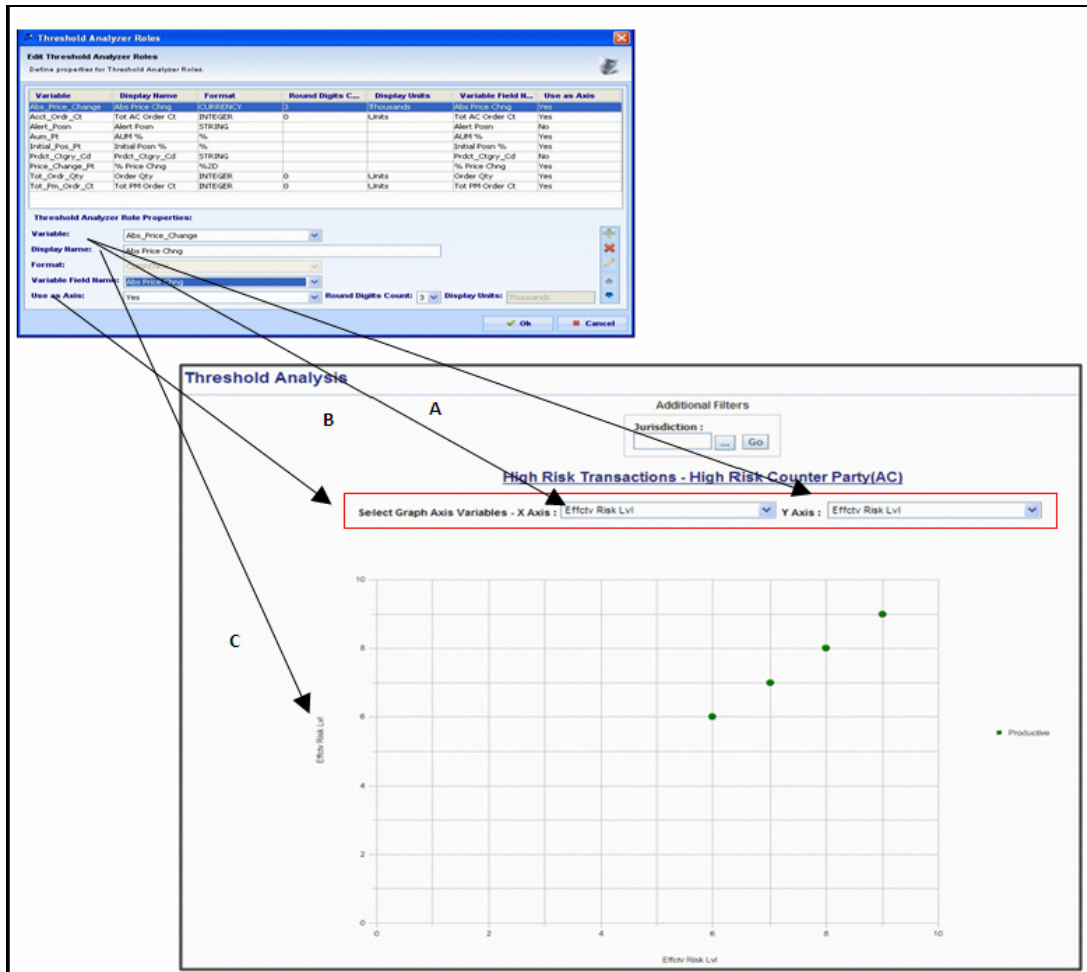 Threshold Analyzer Roles
Edit Threshold Analyzer Roles
Define properties for Threshold Analyzer Roles.
Variable Display Name Format Round Digits C... Display Units Variable Field N... Use as Axis
Abs_Price_Change Abs Price Chng CURRENCY 3 Thousands Abs Price Chng Yes
Acct_Ordr_Ct Tot AC Order Ct INTEGER 0 Units Tot AC Order Ct Yes
Alert_Posn Alert Posn STRING Alert Posn No
Aum_Pt AUM % % AUM % Yes
Initial_Pos_Pt Initial Posn % % Initial Posn % Yes
Prdct_Ctgry_Cd Prdct_Ctgry_Cd STRING Prdct_Ctgry_Cd No
Price_Change_Pt % Price Chng %2D % Price Chng Yes
Tot_Ordr_Qty Order Qty INTEGER 0 Units Order Qty Yes
Tot_Pm_Ordr_Ct Tot PM Order Ct INTEGER 0 Units Tot PM Order Ct Yes
Threshold Analyzer Role Properties:
Variable: Abs_Price_Change
Display Name: Abs Price Chng
Format:
Variable Field Name: Abs Price Chng
Use as Axis: Yes Round Digits Count: 3 Display Units: Thousands
Ok Cancel
Threshold Analysis
B
A
C
Additional Filters
Jurisdiction :
... Go
High Risk Transactions - High Risk Counter Party(AC)
Select Graph Axis Variables - X Axis : Effctv Risk Lvl Y Axis : Effctv Risk Lvl
10
8
6
4
2
0
Effctv Risk Lvl
0 2 4 6 8 10
Effctv Risk Lvl
Productive